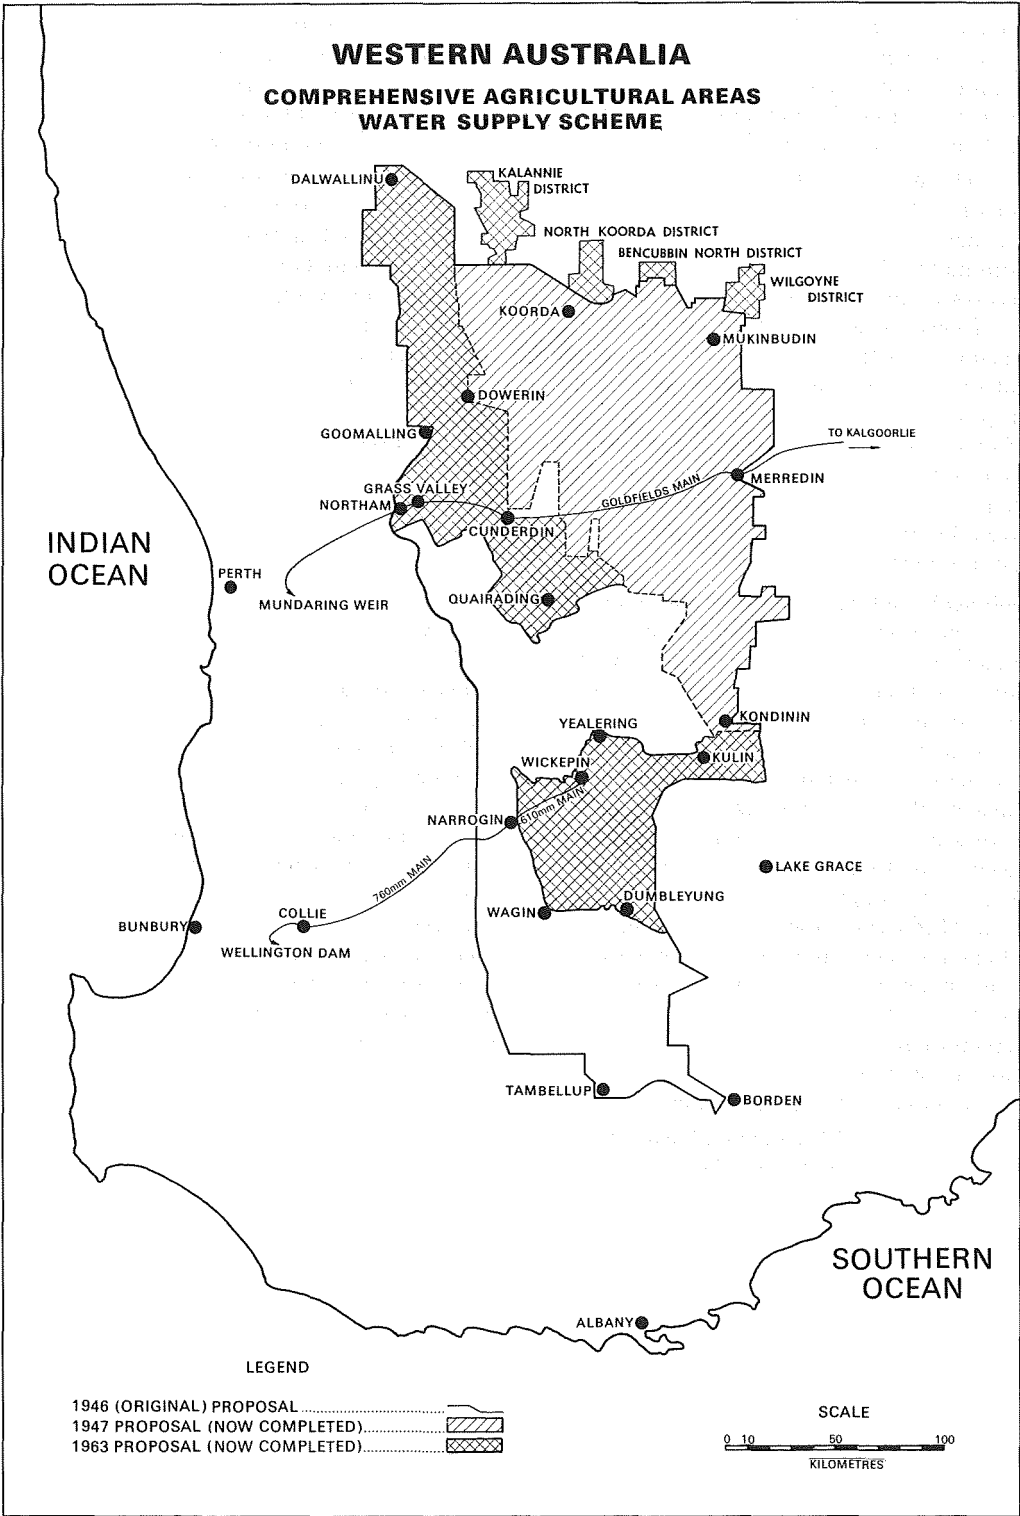 WESTERN AUSTRALIA
COMPREHENSIVE AGRICULTURAL AREAS
WATER SUPPLY SCHEME
DALWALLINU
KALANNIE
DISTRICT
NORTH KOORDA DISTRICT
BENCUBBIN NORTH DISTRICT
WILGOYNE
DISTRICT
KOORDA
MUKINBUDIN
DOWERIN
GOOMALLING
TO KALGOORLIE
MERREDIN
GOLDFIELDS MAIN
GRASS VALLEY
NORTHAM
CUNDERDIN
INDIAN
OCEAN
PERTH
MUNDARING WEIR
QUAIRADING
KONDININ
YEALERING
KULIN
WICKEPIN
610mm MAIN
NARROGIN
760mm MAIN
LAKE GRACE
DUMBLEYUNG
WAGIN
COLLIE
BUNBURY
WELLINGTON DAM
TAMBELLUP
BORDEN
SOUTHERN
OCEAN
ALBANY
LEGEND
1946 (ORIGINAL) PROPOSAL
1947 PROPOSAL (NOW COMPLETED)
1963 PROPOSAL (NOW COMPLETED)
SCALE
0 10 50 100
KILOMETRES